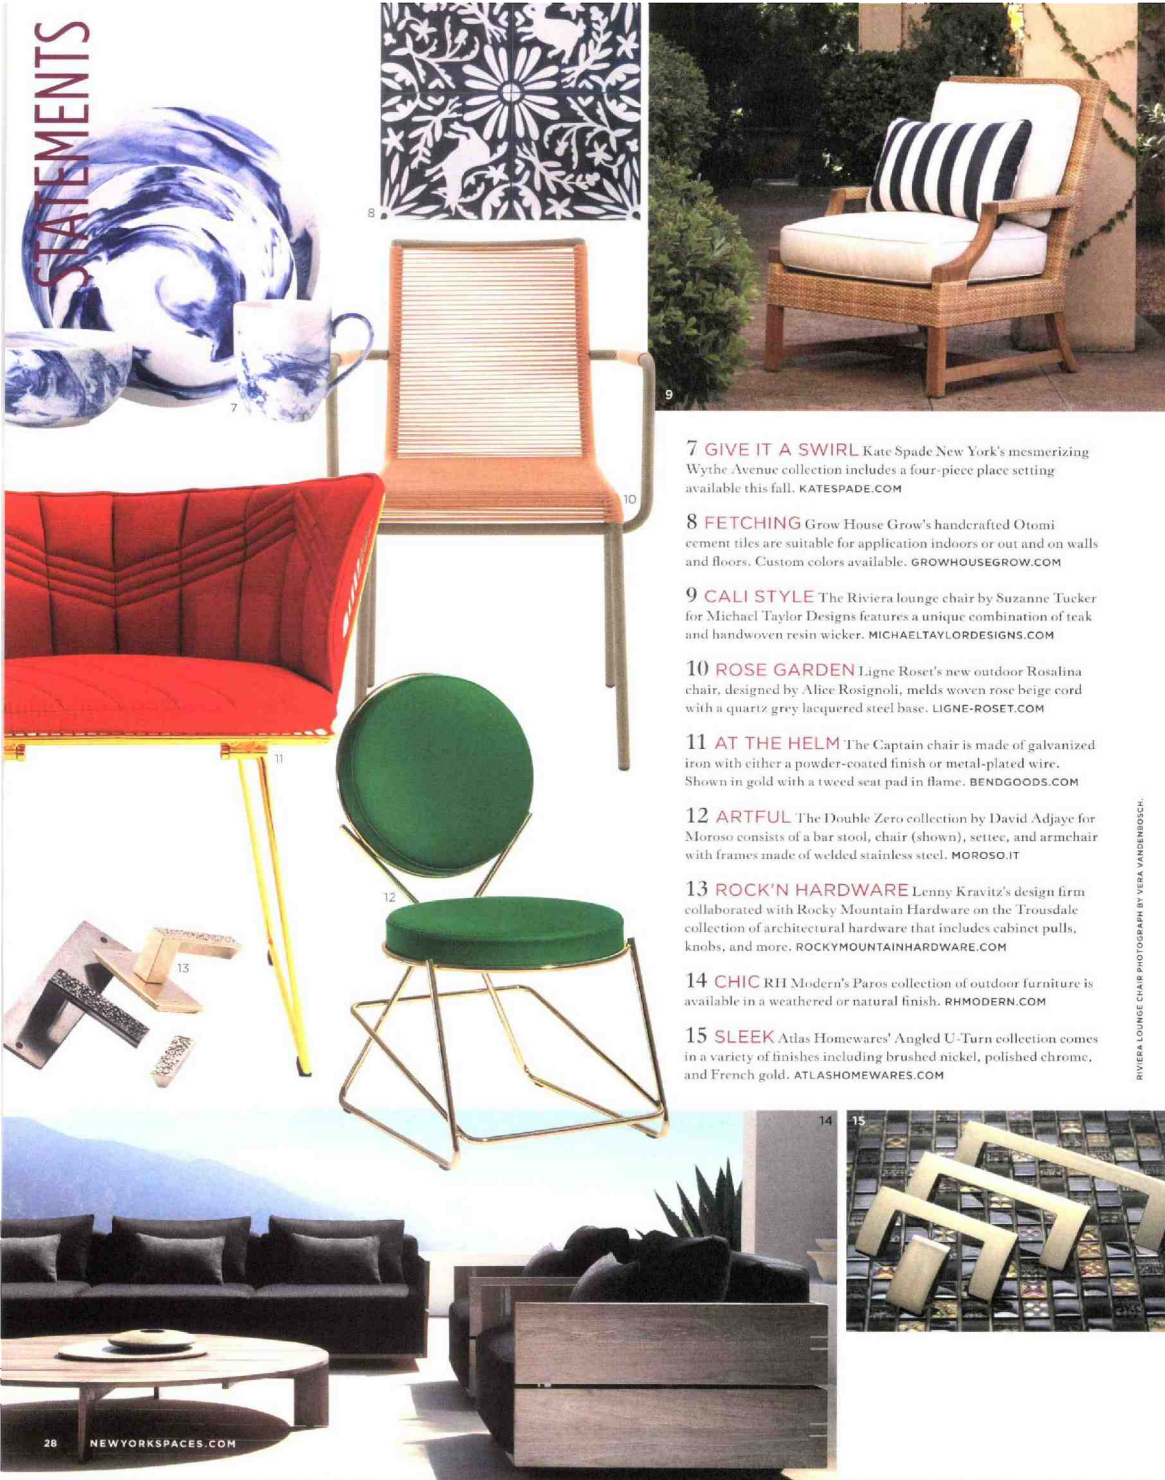 STATEMENTS
8
9
7
10
7 GIVE IT A SWIRL Kate Spade New York's mesmerizing
Wythe Avenue collection includes a four-piece place setting
available this fall. KATESPADE.COM
8 FETCHING Grow House Grow's handcrafted Otomi
cement tiles are suitable for application indoors or out and on walls
and floors. Custom colors available. GROWHOUSEGROW.COM
9 CALI STYLE The Riviera lounge chair by Suzanne Tucker
for Michael Taylor Designs features a unique combination of teak
and handwoven resin wicker. MICHAELTAYLORDESIGNS.COM
10 ROSE GARDEN Ligne Roset's new outdoor Rosalina
chair, designed by Alice Rosignoli, melds woven rose beige cord
with a quartz grey lacquered steel base. LIGNE-ROSET.COM
11 AT THE HELM The Captain chair is made of galvanized
iron with either a powder-coated finish or metal-plated wire.
Shown in gold with a tweed seat pad in flame. BENDGOODS.COM
12 ARTFUL The Double Zero collection by David Adjaye for
Moroso consists of a bar stool, chair (shown), settee, and armchair
with frames made of welded stainless steel. MOROSO.IT
13 ROCK'N HARDWARE Lenny Kravitz's design firm
collaborated with Rocky Mountain Hardware on the Trousdale
collection of architectural hardware that includes cabinet pulls,
knobs, and more. ROCKYMOUNTAINHARDWARE.COM
14 CHIC RH Modern's Paros collection of outdoor furniture is
available in a weathered or natural finish. RHMODERN.COM
15 SLEEK Atlas Homewares' Angled U-Turn collection comes
in a variety of finishes including brushed nickel, polished chrome,
and French gold. ATLASHOMEWARES.COM
RIVIERA LOUNGE CHAIR PHOTOGRAPH BY VERA VANDENBOSCH.
11
12
13
14
15
28 NEWYORKSPACES.COM